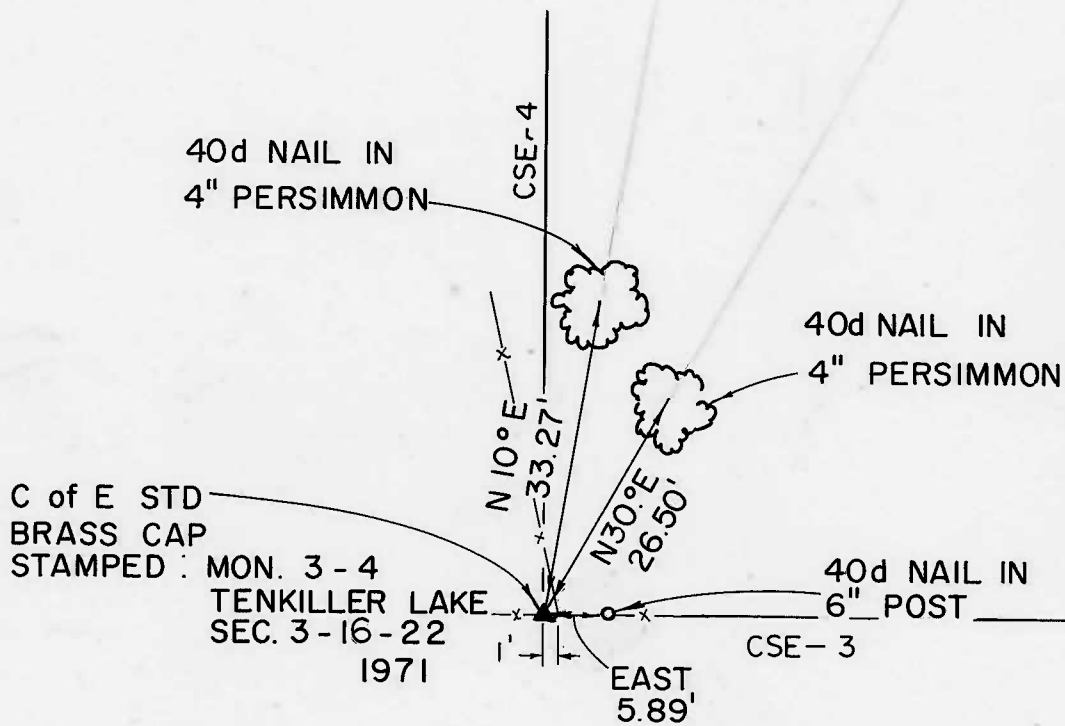 CSE-4
40d NAIL IN
4" PERSIMMON
40d NAIL IN
4" PERSIMMON
N 10° E
33.27'
N30.°E
26.50'
C of E STD
BRASS CAP
STAMPED : MON. 3-4
TENKILLER LAKE
SEC. 3-16-22
1971
40d NAIL IN
6" POST
CSE-3
1'
EAST
5.89'